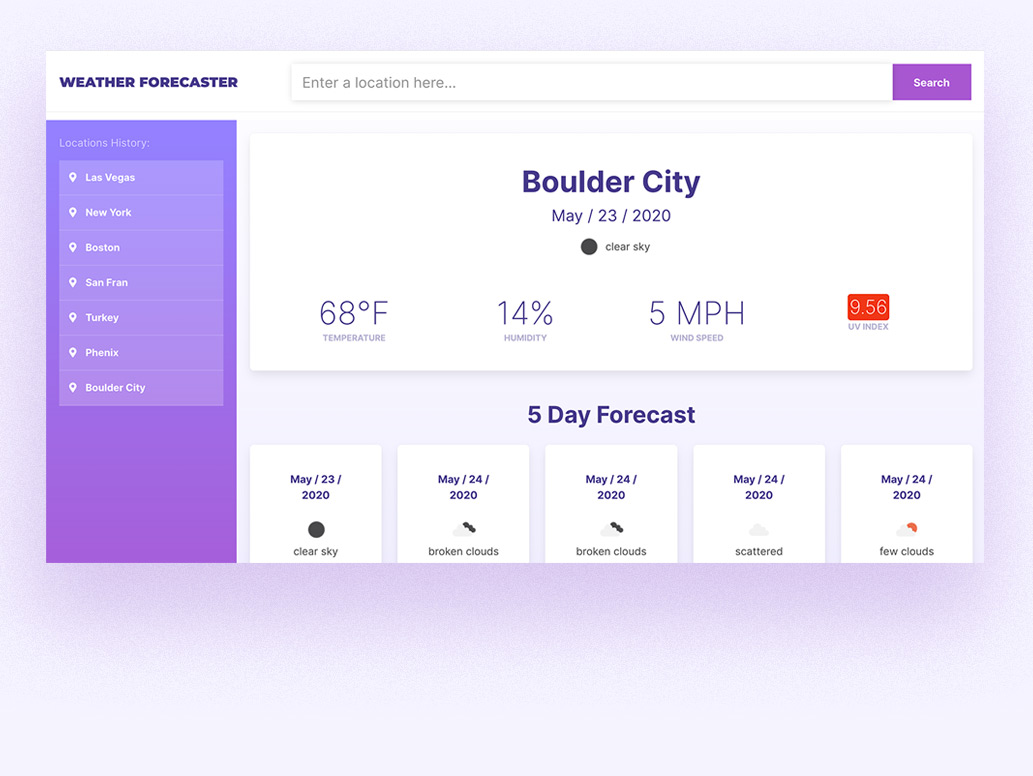 WEATHER FORECASTER
Enter a location here...
Search
Locations History:
Las Vegas
New York
Boston
San Fran
Turkey
Phenix
Boulder City
Boulder City
May / 23 / 2020
clear sky
68°F
TEMPERATURE
14%
HUMIDITY
5 MPH
WIND SPEED
9.56
UV INDEX
5 Day Forecast
May / 23 /
2020
clear sky
May / 24 /
2020
broken clouds
May / 24 /
2020
broken clouds
May / 24 /
2020
scattered
May / 24 /
2020
few clouds